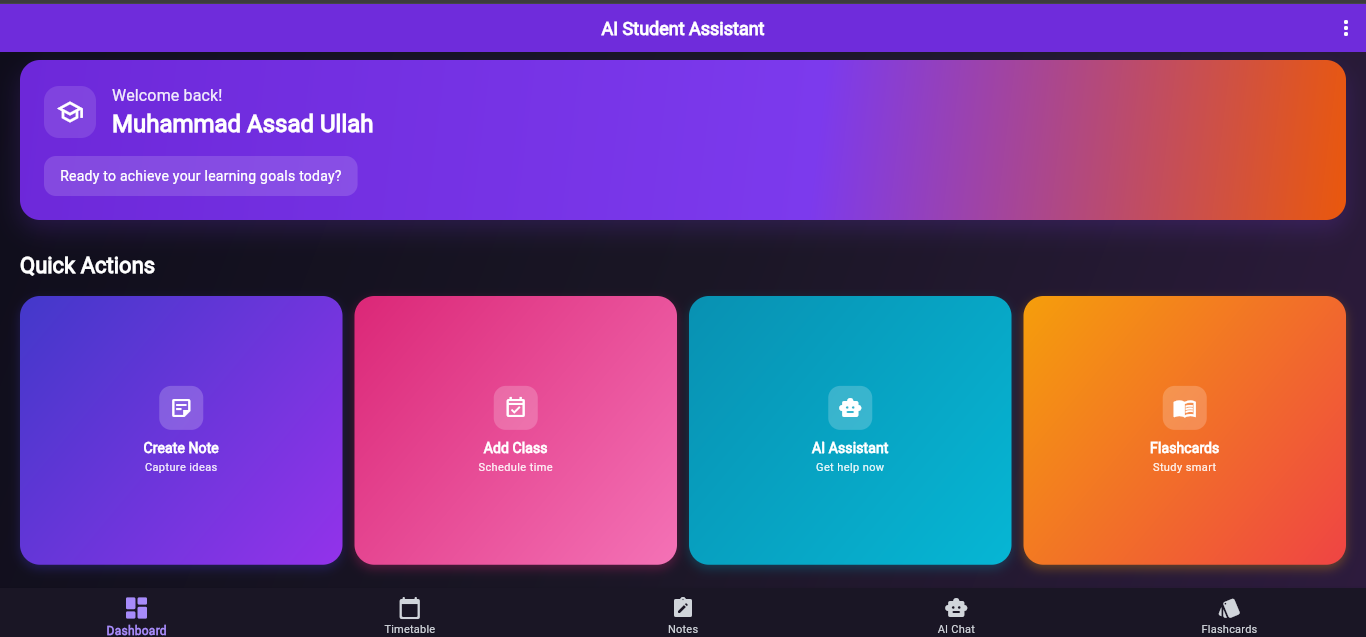 AI Student Assistant
Welcome back!
Muhammad Assad Ullah
Ready to achieve your learning goals today?
Quick Actions
Create Note
Capture ideas
Add Class
Schedule time
AI Assistant
Get help now
Flashcards
Study smart
Dashboard
Timetable
Notes
AI Chat
Flashcards